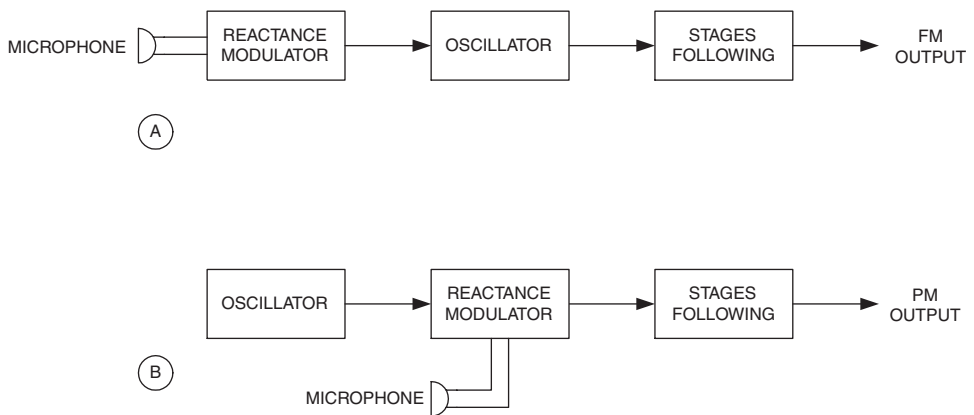 MICROPHONE
REACTANCE
MODULATOR
OSCILLATOR
STAGES
FOLLOWING
FM
OUTPUT
A
OSCILLATOR
REACTANCE
MODULATOR
STAGES
FOLLOWING
PM
OUTPUT
B
MICROPHONE